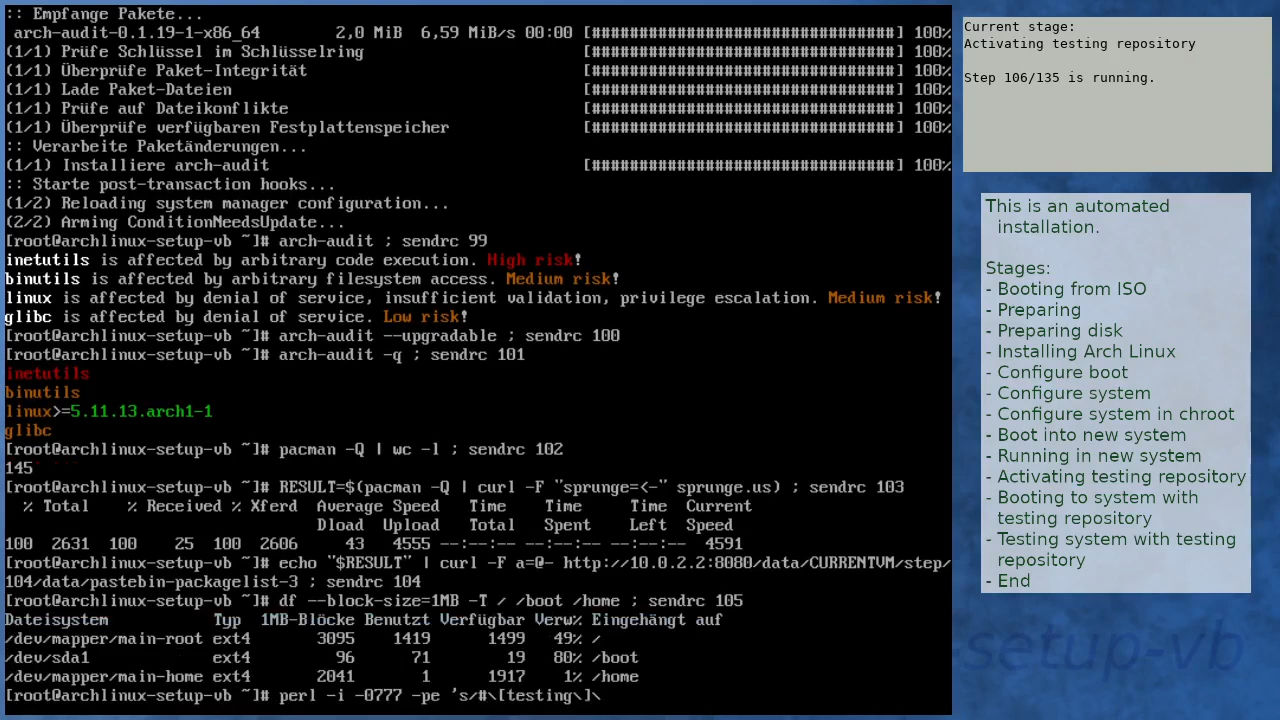 :: Empfange Pakete...
 arch-audit-0.1.19-1-x86_64        2,0 MiB  6,59 MiB/s 00:00 [################################] 100%
(1/1) Prüfe Schlüssel im Schlüsselring                       [################################] 100%
(1/1) Überprüfe Paket-Integrität                             [################################] 100%
(1/1) Lade Paket-Dateien                                     [################################] 100%
(1/1) Prüfe auf Dateikonflikte                               [################################] 100%
(1/1) Überprüfe verfügbaren Festplattenspeicher              [################################] 100%
:: Verarbeite Paketänderungen...
(1/1) Installiere arch-audit                                 [################################] 100%
:: Starte post-transaction hooks...
(1/2) Reloading system manager configuration...
(2/2) Arming ConditionNeedsUpdate...
[root@archlinux-setup-vb ~]# arch-audit ; sendrc 99
inetutils is affected by arbitrary code execution. High risk!
binutils is affected by arbitrary filesystem access. Medium risk!
linux is affected by denial of service, insufficient validation, privilege escalation. Medium risk!
glibc is affected by denial of service. Low risk!
[root@archlinux-setup-vb ~]# arch-audit --upgradable ; sendrc 100
[root@archlinux-setup-vb ~]# arch-audit -q ; sendrc 101
inetutils
binutils
linux>=5.11.13.arch1-1
glibc
[root@archlinux-setup-vb ~]# pacman -Q | wc -l ; sendrc 102
145
[root@archlinux-setup-vb ~]# RESULT=$(pacman -Q | curl -F "sprunge=<-" sprunge.us) ; sendrc 103
  % Total    % Received % Xferd  Average Speed   Time    Time     Time  Current
                                 Dload  Upload   Total   Spent    Left  Speed
100  2631  100    25  100  2606     43   4555 --:--:-- --:--:-- --:--:--  4591
[root@archlinux-setup-vb ~]# echo "$RESULT" | curl -F a=@- http://10.0.2.2:8080/data/CURRENTVM/step/
104/data/pastebin-packagelist-3 ; sendrc 104
[root@archlinux-setup-vb ~]# df --block-size=1MB -T / /boot /home ; sendrc 105
Dateisystem           Typ  1MB-Blöcke Benutzt Verfügbar Verw% Eingehängt auf
/dev/mapper/main-root ext4       3095    1419      1499   49% /
/dev/sda1             ext4         96      71        19   80% /boot
/dev/mapper/main-home ext4       2041       1      1917    1% /home
[root@archlinux-setup-vb ~]# perl -i -0777 -pe 's/#\[testing\]\
Current stage:
Activating testing repository
Step 106/135 is running.
This is an automated
installation.
Stages:
- Booting from ISO
- Preparing
- Preparing disk
- Installing Arch Linux
- Configure boot
- Configure system
- Configure system in chroot
- Boot into new system
- Running in new system
- Activating testing repository
- Booting to system with
testing repository
- Testing system with testing
repository
- End
-setup-vb